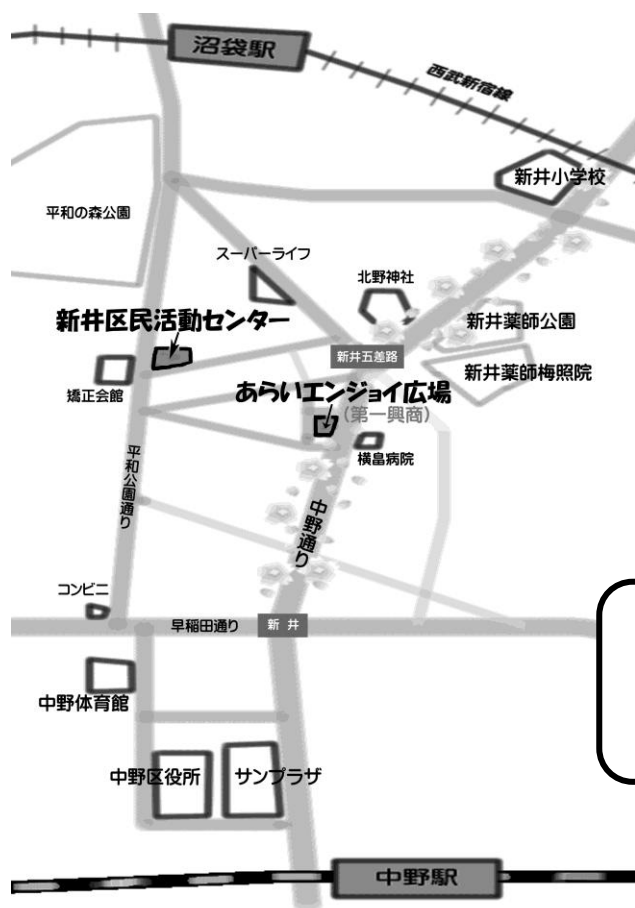 沼袋駅
西武新宿線
新井小学校
平和の森公園
スーパーライフ
北野神社
新井薬師公園
新井区民活動センター
新井五差路
新井薬師梅照院
矯正会館
あらいエンジョイ広場
(第一興商)
横畠病院
平和公園通り
中野通り
コンビニ
早稲田通り
新井
中野体育館
中野区役所
サンプラザ
中野駅